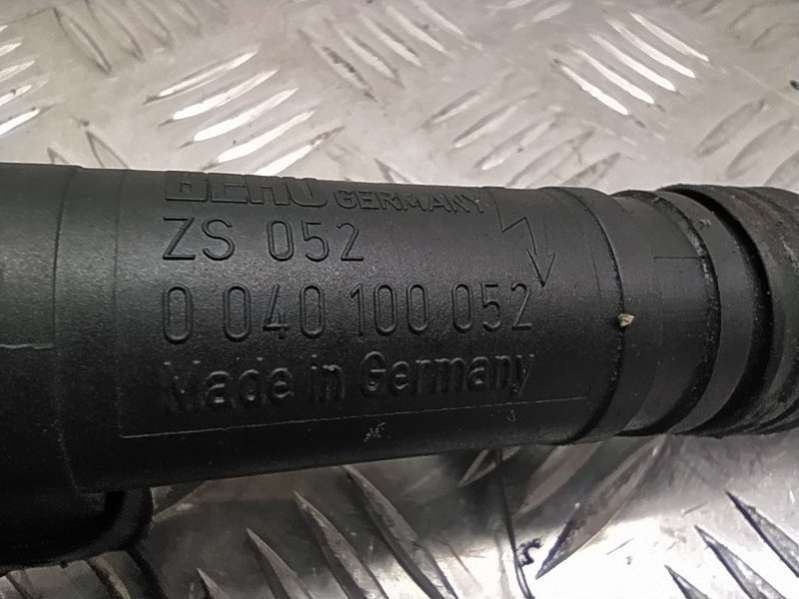 BERU GERMANY
ZS 052
0 040 100 052
Made in Germany